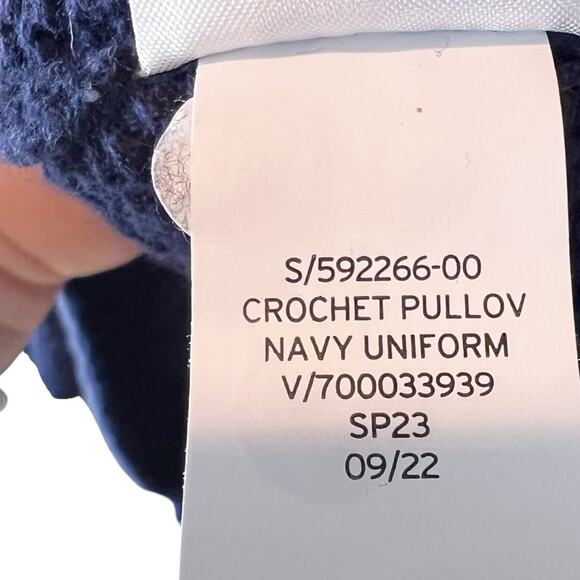 S/592266-00
CROCHET PULLOV
NAVY UNIFORM
V/700033939
SP23
09/22